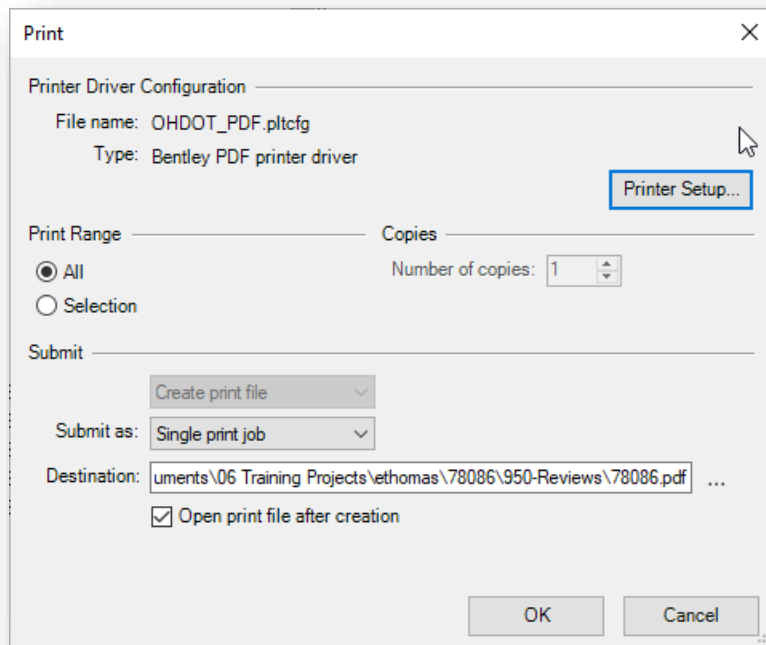 Print
Printer Driver Configuration
File name: OHDOT_PDF.pltcfg
Type: Bentley PDF printer driver
Printer Setup...
Print Range
Copies
All
Number of copies: 1
Selection
Submit
Create print file
Submit as: Single print job
Destination: uments\06 Training Projects\ethomas\78086\950-Reviews\78086.pdf ...
Open print file after creation
OK
Cancel